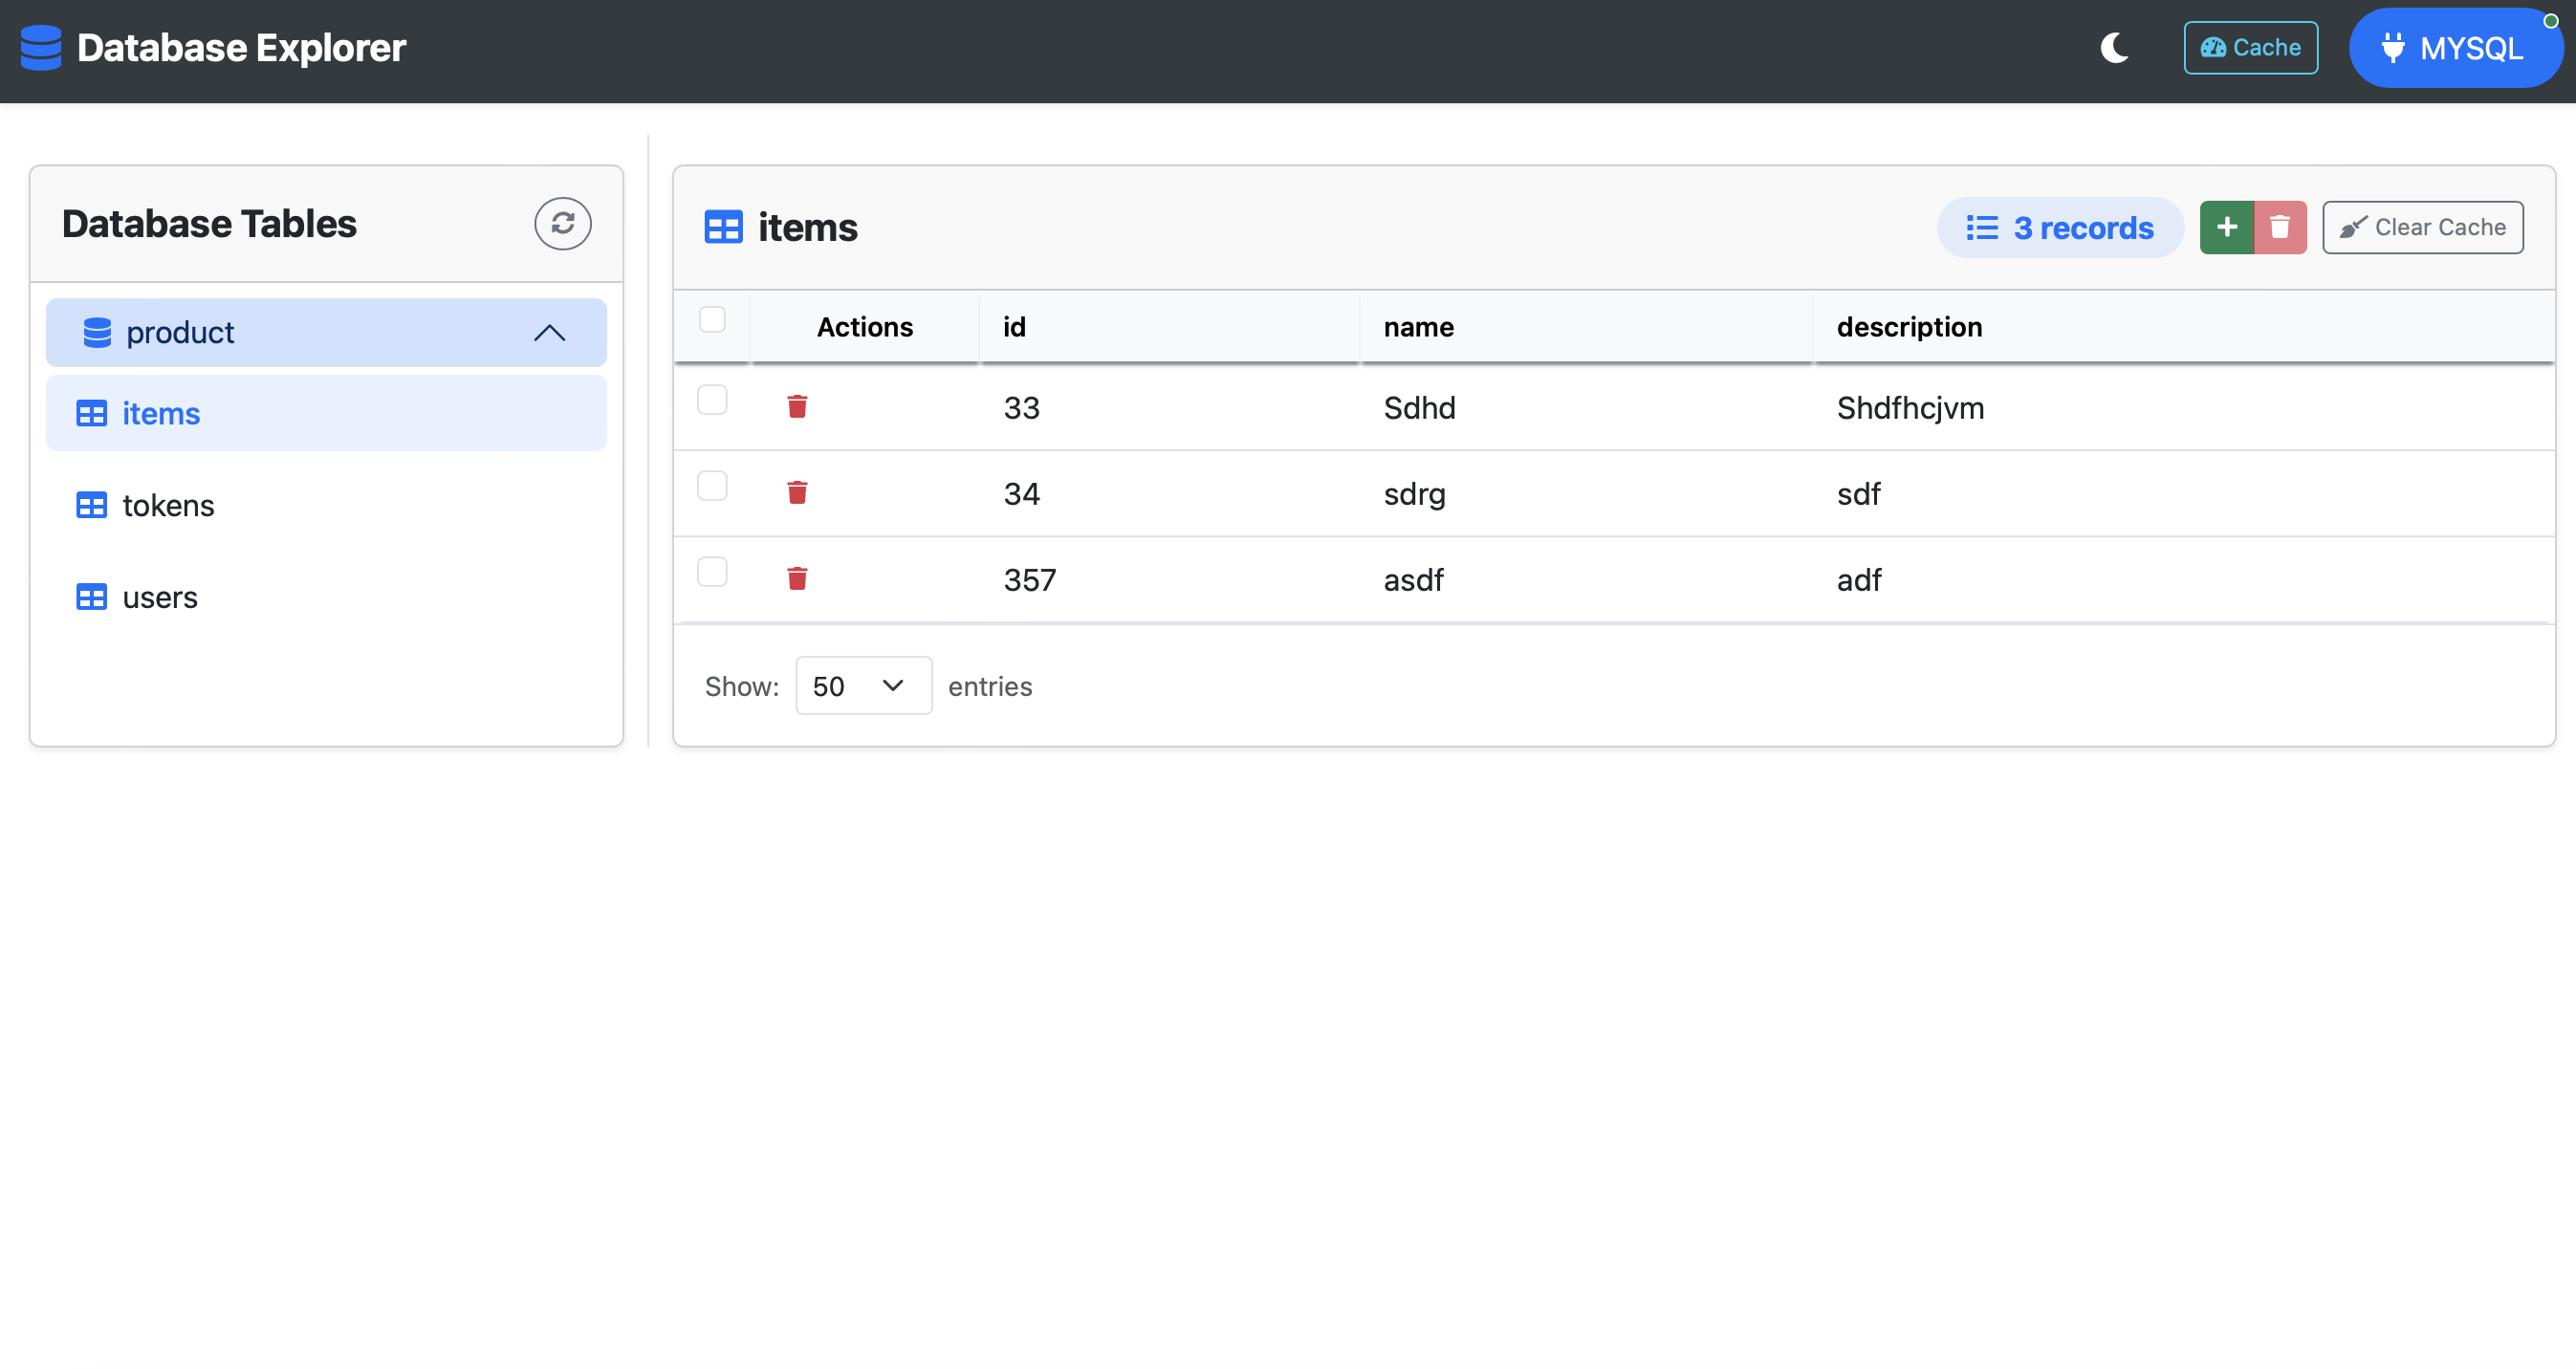 Database Explorer
Cache
MYSQL
Database Tables
product
items
tokens
users
items
3 records
Clear Cache
Actions id name description
33 Sdhd Shdfhcjvm
34 sdrg sdf
357 asdf adf
Show: 50 entries